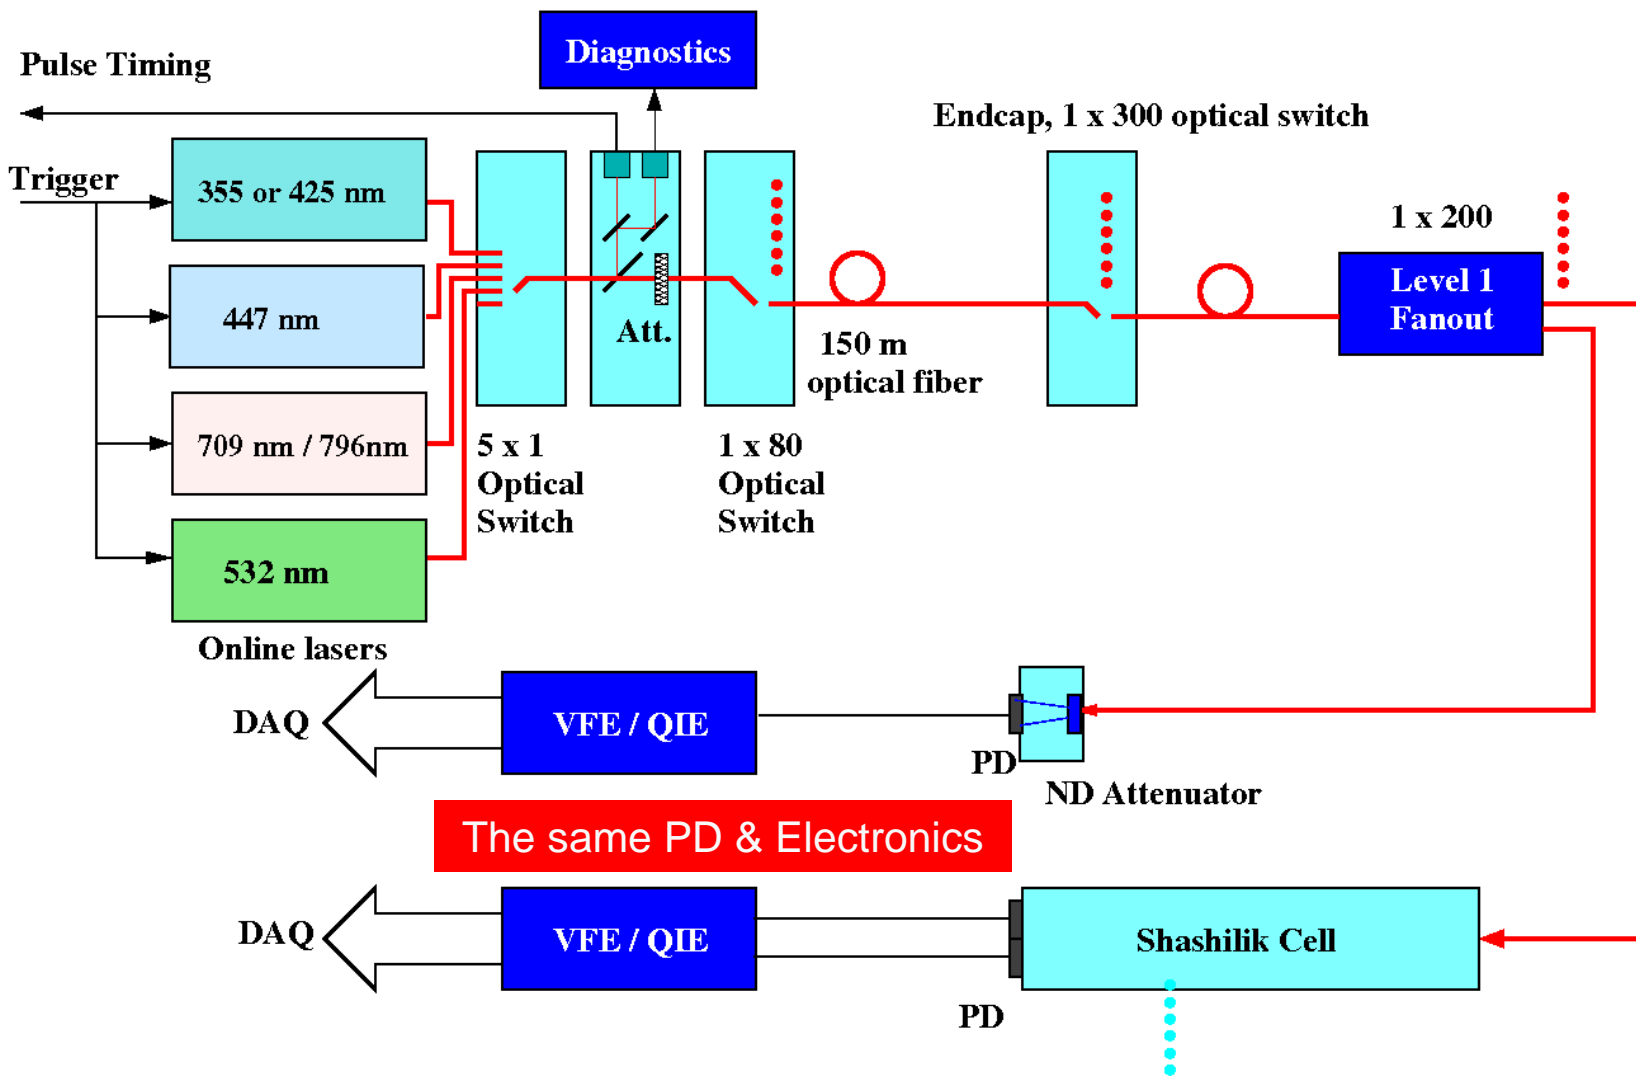 Diagnostics
Pulse Timing
Endcap, 1 x 300 optical switch
Trigger
355 or 425 nm
1 x 200
Level 1
Fanout
447 nm
Att.
150 m
optical fiber
709 nm / 796nm
5 x 1
Optical
Switch
1 x 80
Optical
Switch
532 nm
Online lasers
DAQ
VFE / QIE
PD
ND Attenuator
The same PD & Electronics
DAQ
VFE / QIE
Shashilik Cell
PD